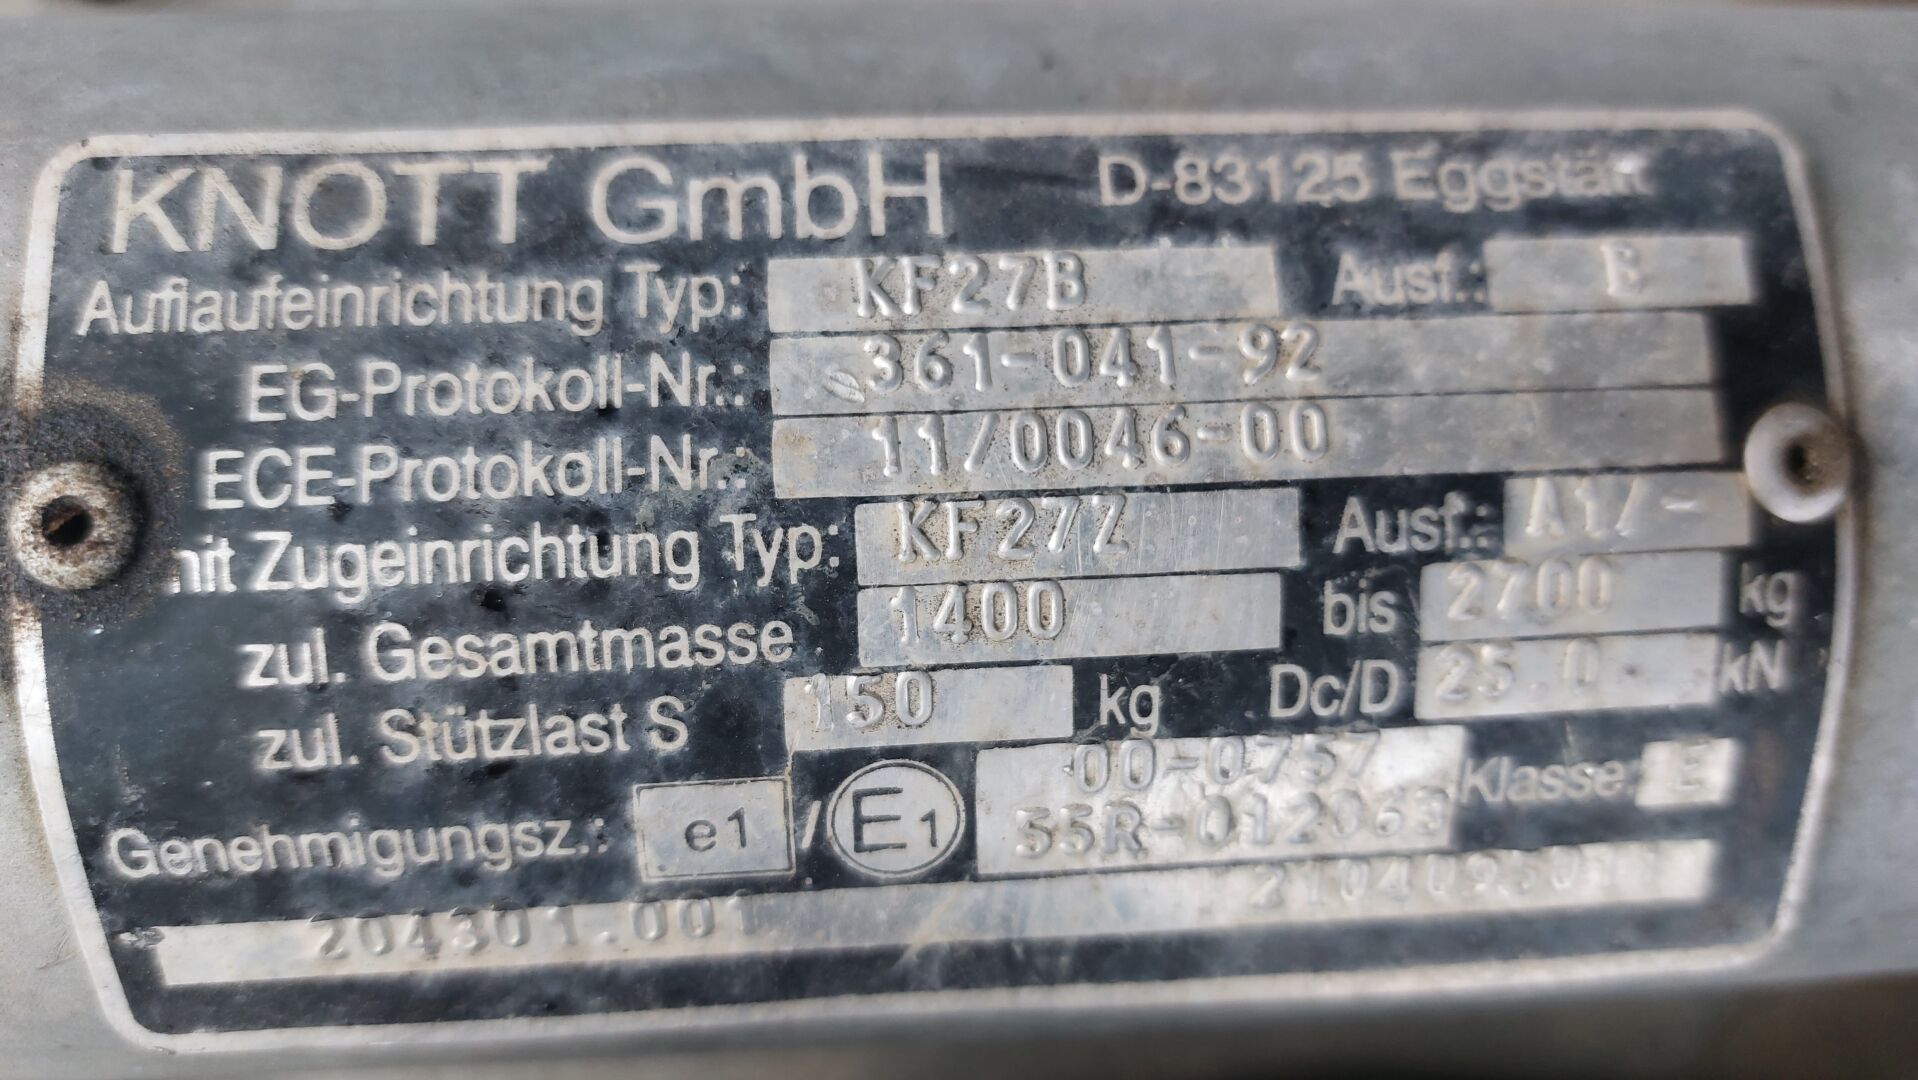 KNOTT GmbH D-83125 Eggstätt
Auflaufeinrichtung Typ: KF27B Ausf.: B
EG-Protokoll-Nr.: 361-041-92
ECE-Protokoll-Nr.: 11/0046-00
mit Zugeinrichtung Typ: KF27Z Ausf.: A1/-
zul. Gesamtmasse 1400 bis 2700 kg
zul. Stützlast S 150 kg Dc/D 25.0 kN
Genehmigungsz.: e1 / E1 00-0757 Klasse: E
55R-012063
204301.001